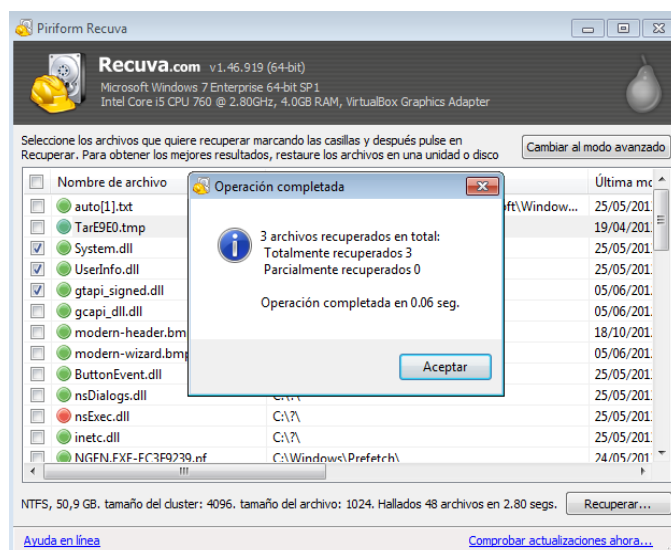 Piriform Recuva
Recuva.com v1.46.919 (64-bit)
Microsoft Windows 7 Enterprise 64-bit SP1
Intel Core i5 CPU 760 @ 2.80GHz, 4.0GB RAM, VirtualBox Graphics Adapter
Seleccione los archivos que quiere recuperar marcando las casillas y después pulse en
Recuperar. Para obtener los mejores resultados, restaure los archivos en una unidad o disco
Cambiar al modo avanzado
Nombre de archivo
Última mo
auto[1].txt
oft\Window...
25/05/201
TarE9E0.tmp
19/04/201
System.dll
25/05/201
UserInfo.dll
25/05/201
gtapi_signed.dll
05/06/201
gcapi_dll.dll
05/06/201
modern-header.bm
18/10/201
modern-wizard.bmp
05/06/201
ButtonEvent.dll
25/05/201
nsDialogs.dll
C:\?\
25/05/201
nsExec.dll
C:\?\
25/05/201
inetc.dll
C:\?\
25/05/201
NGEN.EXE-EC3F9239.pf
C:\Windows\Prefetch\
24/05/201
Operación completada
3 archivos recuperados en total:
Totalmente recuperados 3
Parcialmente recuperados 0
Operación completada en 0.06 seg.
Aceptar
NTFS, 50,9 GB. tamaño del cluster: 4096. tamaño del archivo: 1024. Hallados 48 archivos en 2.80 segs.
Recuperar...
Ayuda en línea
Comprobar actualizaciones ahora...